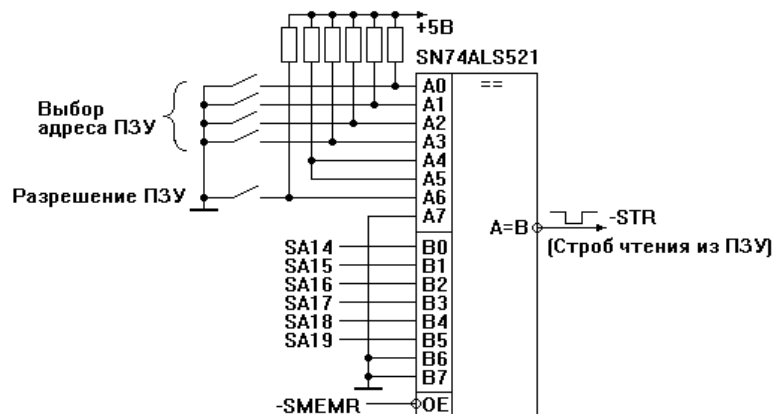 +5В
SN74ALS521
==
Выбор
адреса ПЗУ
A0
A1
A2
A3
A4
A5
Разрешение ПЗУ
A6
A7
A=B
-STR
(Строб чтения из ПЗУ)
SA14 B0
SA15 B1
SA16 B2
SA17 B3
SA18 B4
SA19 B5
B6
B7
-SMEMR OE